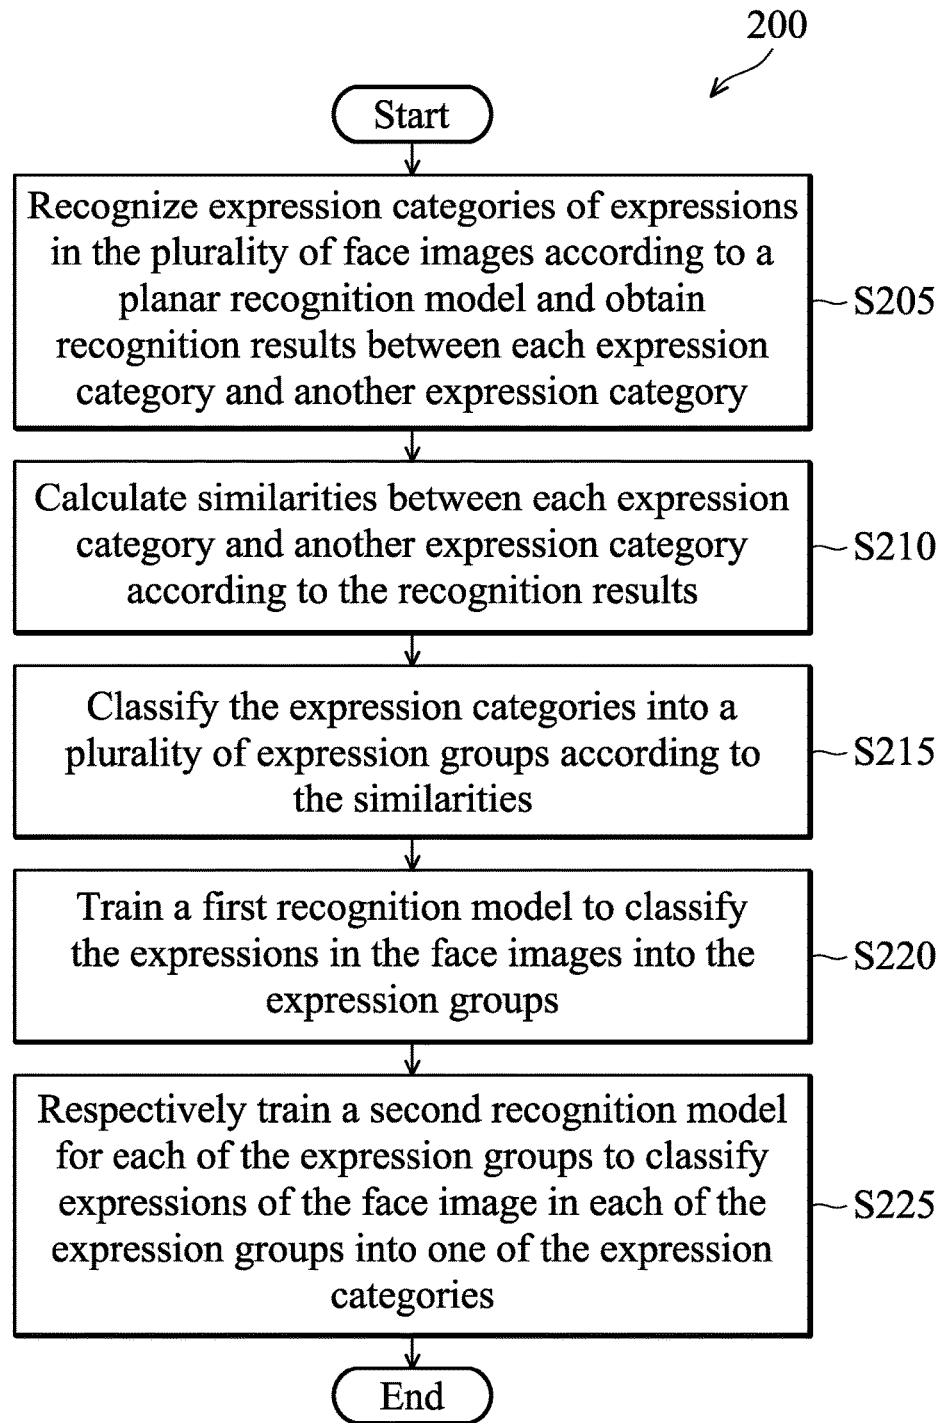 200
Start
Recognize expression categories of expressions
in the plurality of face images according to a
planar recognition model and obtain
recognition results between each expression
category and another expression category
S205
Calculate similarities between each expression
category and another expression category
according to the recognition results
S210
Classify the expression categories into a
plurality of expression groups according to
the similarities
S215
Train a first recognition model to classify
the expressions in the face images into the
expression groups
S220
Respectively train a second recognition model
for each of the expression groups to classify
expressions of the face image in each of the
expression groups into one of the expression
categories
S225
End